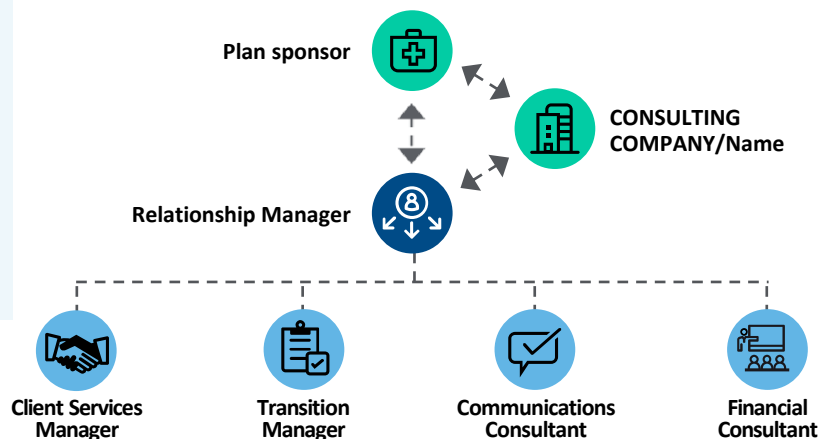 Plan sponsor
CONSULTING
COMPANY/Name
Relationship Manager
Client Services
Manager
Transition
Manager
Communications
Consultant
Financial
Consultant